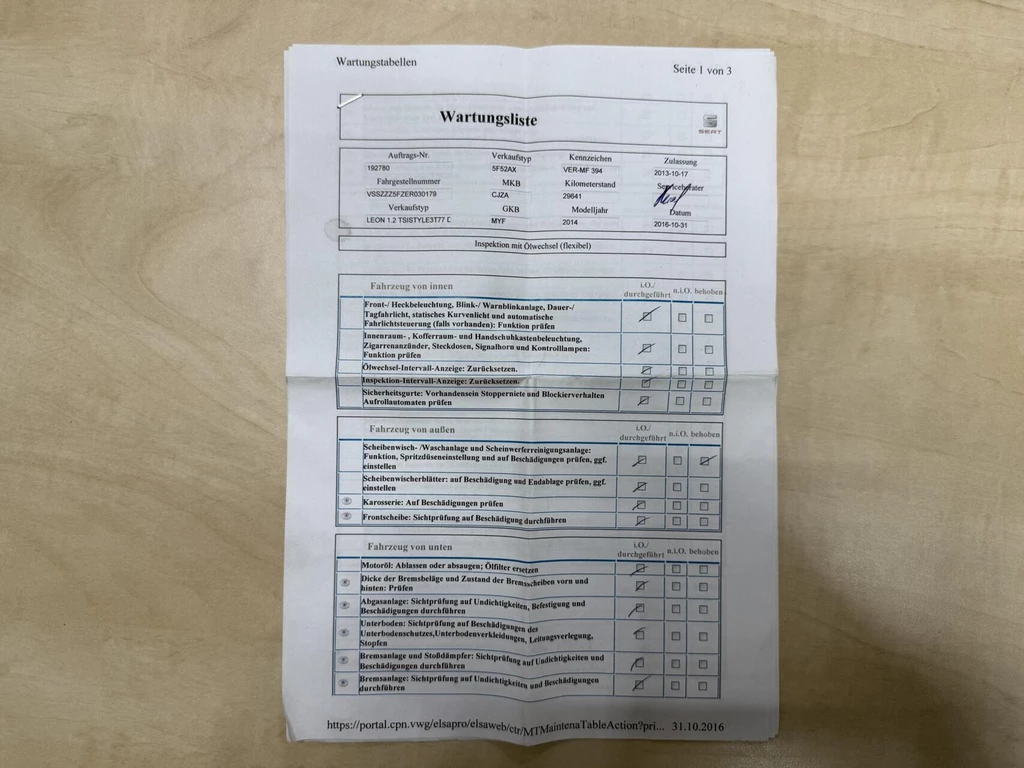 Wartungstabellen
Seite 1 von 3
Wartungsliste
SEAT
Auftrags-Nr. Verkaufstyp Kennzeichen Zulassung
192780 5F52AX VER-MF 394 2013-10-17
Fahrgestellnummer MKB Kilometerstand Serviceberater
VSSZZZ5FZER030179 CJZA 29641
Verkaufstyp GKB Modelljahr Datum
LEON 1.2 TSISTYLE3T77 D MYF 2014 2016-10-31
Inspektion mit Ölwechsel (flexibel)
Fahrzeug von innen i.O./ durchgeführt n.i.O. behoben
Front-/ Heckbeleuchtung, Blink-/ Warnblinkanlage, Dauer-/
Tagfahrlicht, statisches Kurvenlicht und automatische
Fahrlichtsteuerung (falls vorhanden): Funktion prüfen
Innenraum- , Kofferraum- und Handschuhkastenbeleuchtung,
Zigarrenanzünder, Steckdosen, Signalhorn und Kontrolllampen:
Funktion prüfen
Ölwechsel-Intervall-Anzeige: Zurücksetzen.
Inspektion-Intervall-Anzeige: Zurücksetzen.
Sicherheitsgurte: Vorhandensein Stopperniete und Blockierverhalten
Aufrollautomaten prüfen
Fahrzeug von außen i.O./ durchgeführt n.i.O. behoben
Scheibenwisch- /Waschanlage und Scheinwerferreinigungsanlage:
Funktion, Spritzdüseneinstellung und auf Beschädigungen prüfen, ggf.
einstellen
Scheibenwischerblätter: auf Beschädigung und Endablage prüfen, ggf.
einstellen
Karosserie: Auf Beschädigungen prüfen
Frontscheibe: Sichtprüfung auf Beschädigung durchführen
Fahrzeug von unten i.O./ durchgeführt n.i.O. behoben
Motoröl: Ablassen oder absaugen; Ölfilter ersetzen
Dicke der Bremsbeläge und Zustand der Bremsscheiben vorn und
hinten: Prüfen
Abgasanlage: Sichtprüfung auf Undichtigkeiten, Befestigung und
Beschädigungen durchführen
Unterboden: Sichtprüfung auf Beschädigungen des
Unterbodenschutzes,Unterbodenverkleidungen, Leitungsverlegung,
Stopfen
Bremsanlage und Stoßdämpfer: Sichtprüfung auf Undichtigkeiten und
Beschädigungen durchführen
Bremsanlage: Sichtprüfung auf Undichtigkeiten und Beschädigungen
durchführen
https://portal.cpn.vwg/elsapro/elsaweb/ctr/MTMaintenaTableAction?pri... 31.10.2016